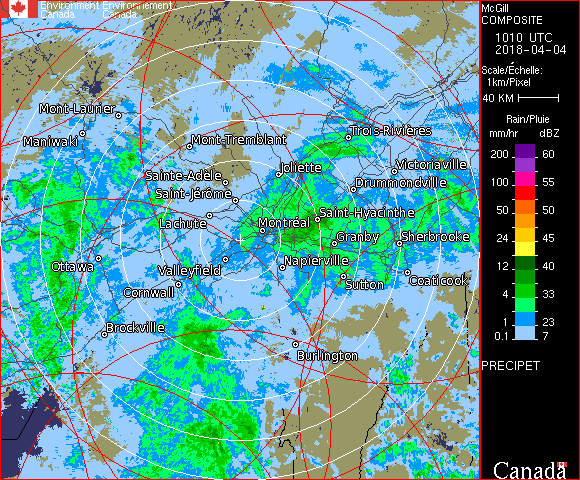 Environment Environnement
Canada Canada
McGill
COMPOSITE
1010 UTC
2018-04-04
Scale/Échelle:
1km/Pixel
40 KM
Rain/Pluie
mm/hr dBZ
200 60
100 55
50 50
24 45
12 40
4 33
1 23
0.1 7
PRECIPET
Canada
Mont-Laurier
Maniwaki
Mont-Tremblant
Trois-Rivières
Sainte-Adèle
Joliette
Victoriaville
Saint-Jérôme
Drummondville
Lachute
Montréal
Saint-Hyacinthe
Granby
Sherbrooke
Ottawa
Valleyfield
Napierville
Cornwall
Sutton
Coaticook
Brockville
Burlington